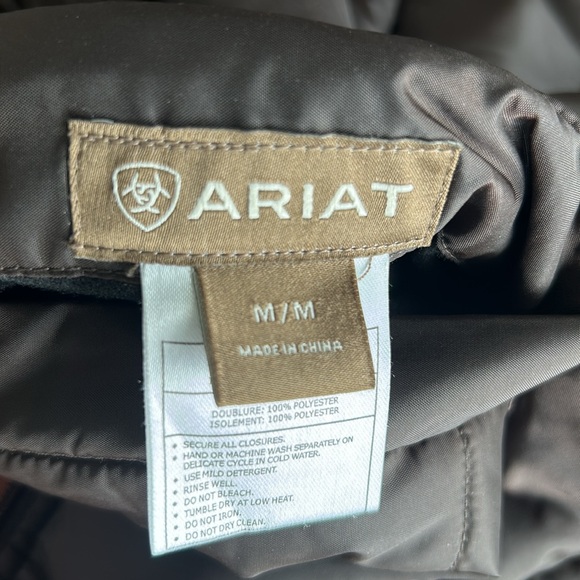 ARIAT
M/M
MADE IN CHINA
DOUBLURE: 100% POLYESTER
ISOLEMENT: 100% POLYESTER
• SECURE ALL CLOSURES.
• HAND OR MACHINE WASH SEPARATELY ON
DELICATE CYCLE IN COLD WATER.
• USE MILD DETERGENT.
• RINSE WELL.
• DO NOT BLEACH.
• TUMBLE DRY AT LOW HEAT.
• DO NOT IRON.
• DO NOT DRY CLEAN.